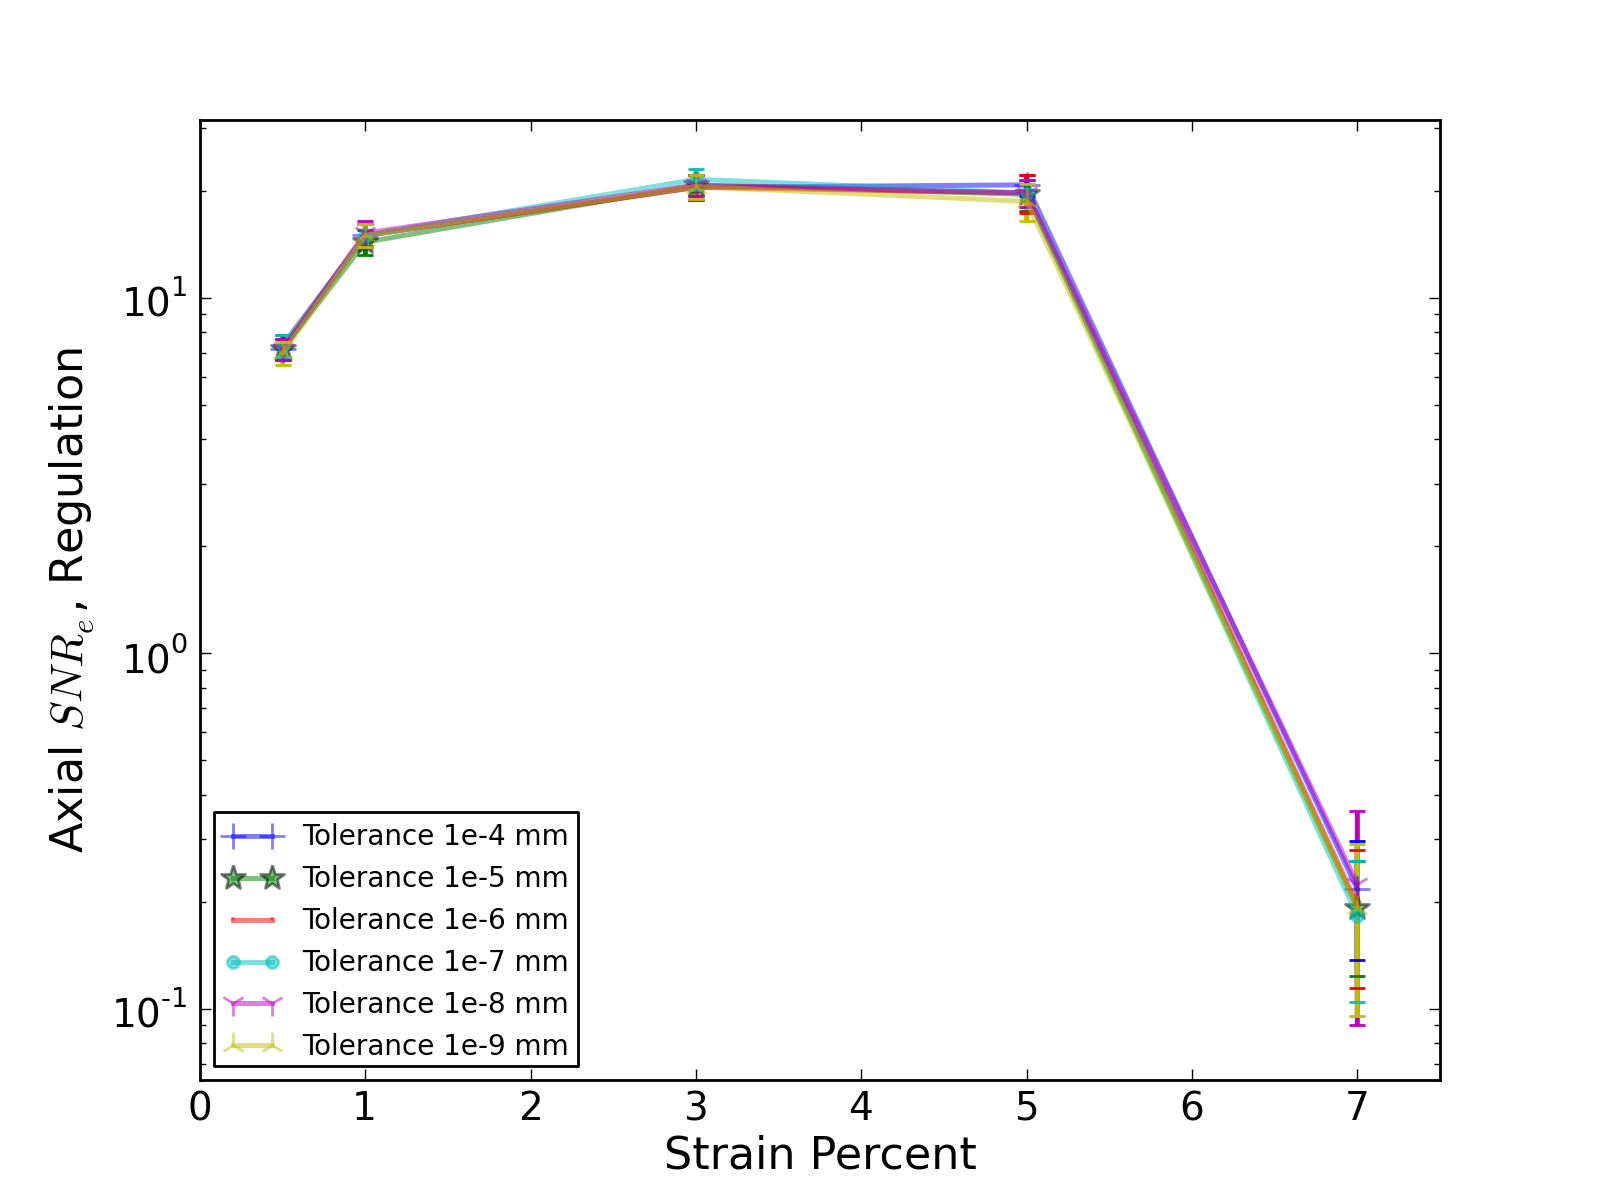 Axial SNR_e, Regulation
10^1
10^0
10^-1
Tolerance 1e-4 mm
Tolerance 1e-5 mm
Tolerance 1e-6 mm
Tolerance 1e-7 mm
Tolerance 1e-8 mm
Tolerance 1e-9 mm
0 1 2 3 4 5 6 7
Strain Percent